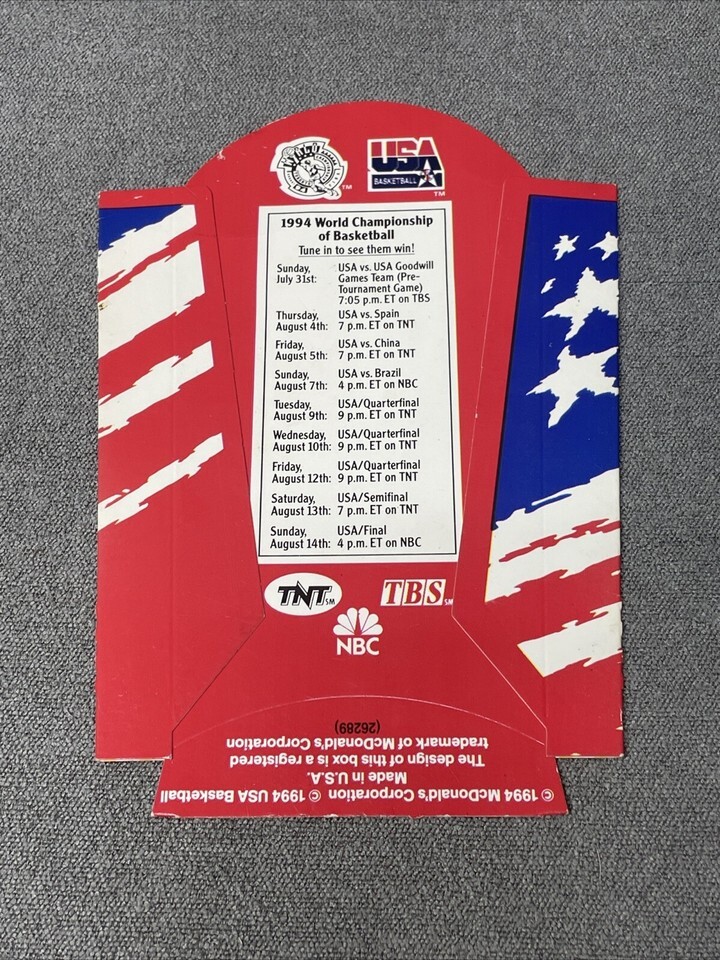 TM
USA
BASKETBALL
TM
1994 World Championship
of Basketball
Tune in to see them win!
Sunday, USA vs. USA Goodwill
July 31st: Games Team (Pre-
Tournament Game)
7:05 p.m. ET on TBS
Thursday, USA vs. Spain
August 4th: 7 p.m. ET on TNT
Friday, USA vs. China
August 5th: 7 p.m. ET on TNT
Sunday, USA vs. Brazil
August 7th: 4 p.m. ET on NBC
Tuesday, USA/Quarterfinal
August 9th: 9 p.m. ET on TNT
Wednesday, USA/Quarterfinal
August 10th: 9 p.m. ET on TNT
Friday, USA/Quarterfinal
August 12th: 9 p.m. ET on TNT
Saturday, USA/Semifinal
August 13th: 7 p.m. ET on TNT
Sunday, USA/Final
August 14th: 4 p.m. ET on NBC
TNT SM
TBS SM
NBC
© 1994 McDonald's Corporation © 1994 USA Basketball
Made in U.S.A.
The design of this box is a registered
trademark of McDonald's Corporation
(26289)